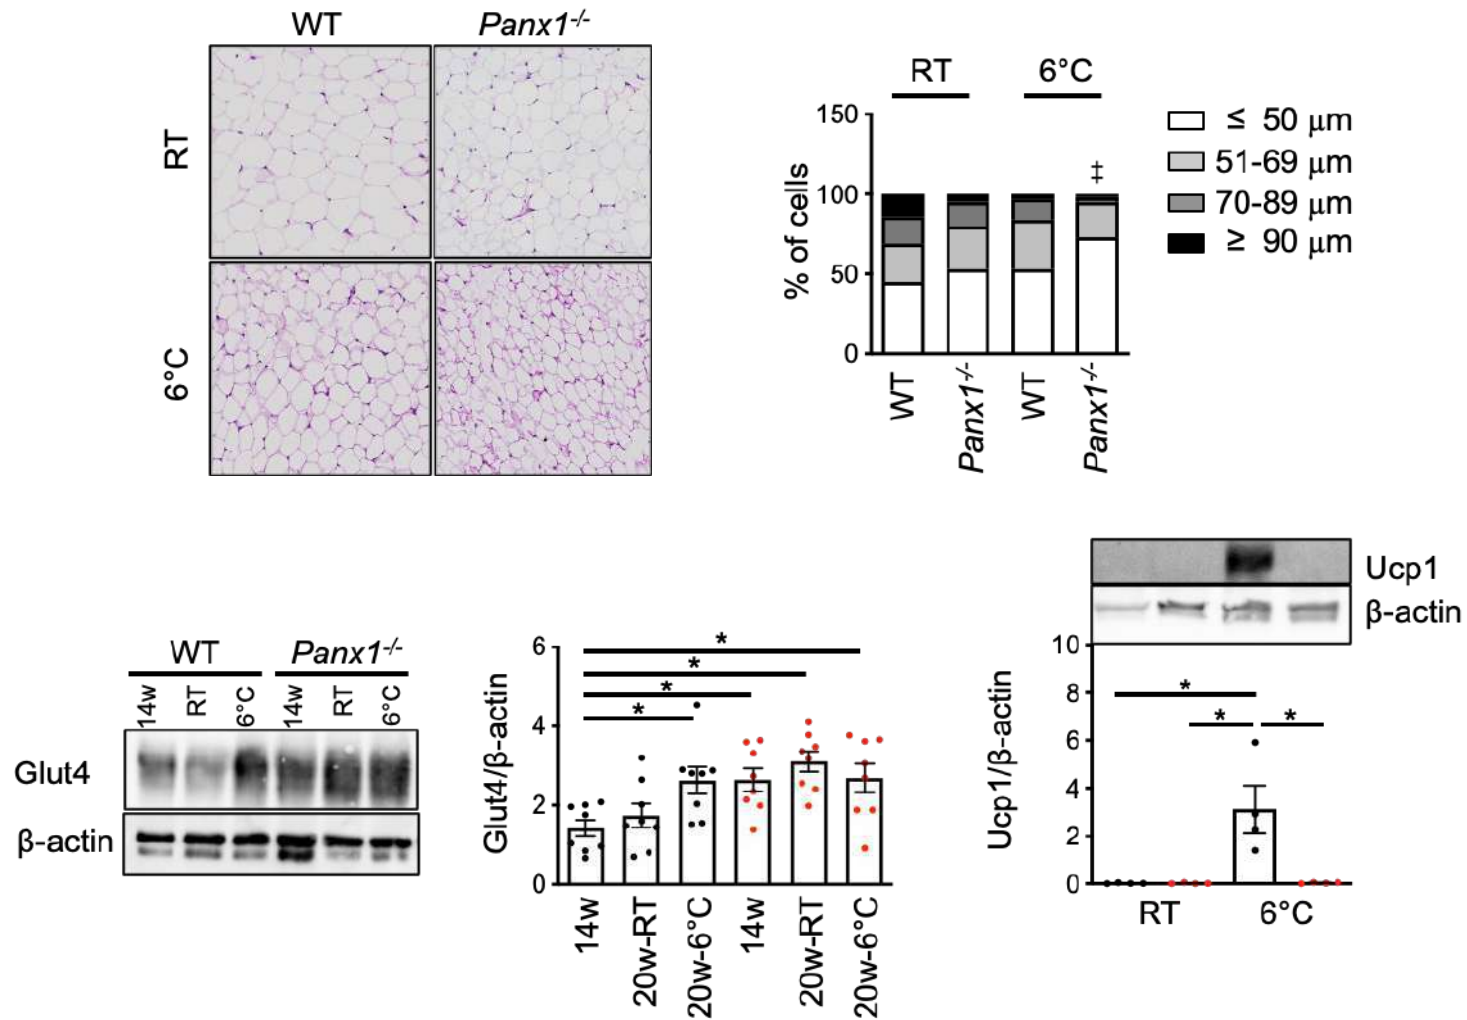 WT
Panx1-/-
RT
6°C
RT
6°C
150
100
50
0
% of cells
‡
WT
Panx1-/-
WT
Panx1-/-
≤ 50 μm
51-69 μm
70-89 μm
≥ 90 μm
WT
Panx1-/-
14w
RT
6°C
14w
RT
6°C
Glut4
β-actin
6
4
2
0
Glut4/β-actin
*
*
*
*
14w
20w-RT
20w-6°C
14w
20w-RT
20w-6°C
Ucp1
β-actin
10
8
6
4
2
0
Ucp1/β-actin
*
*
*
RT
6°C